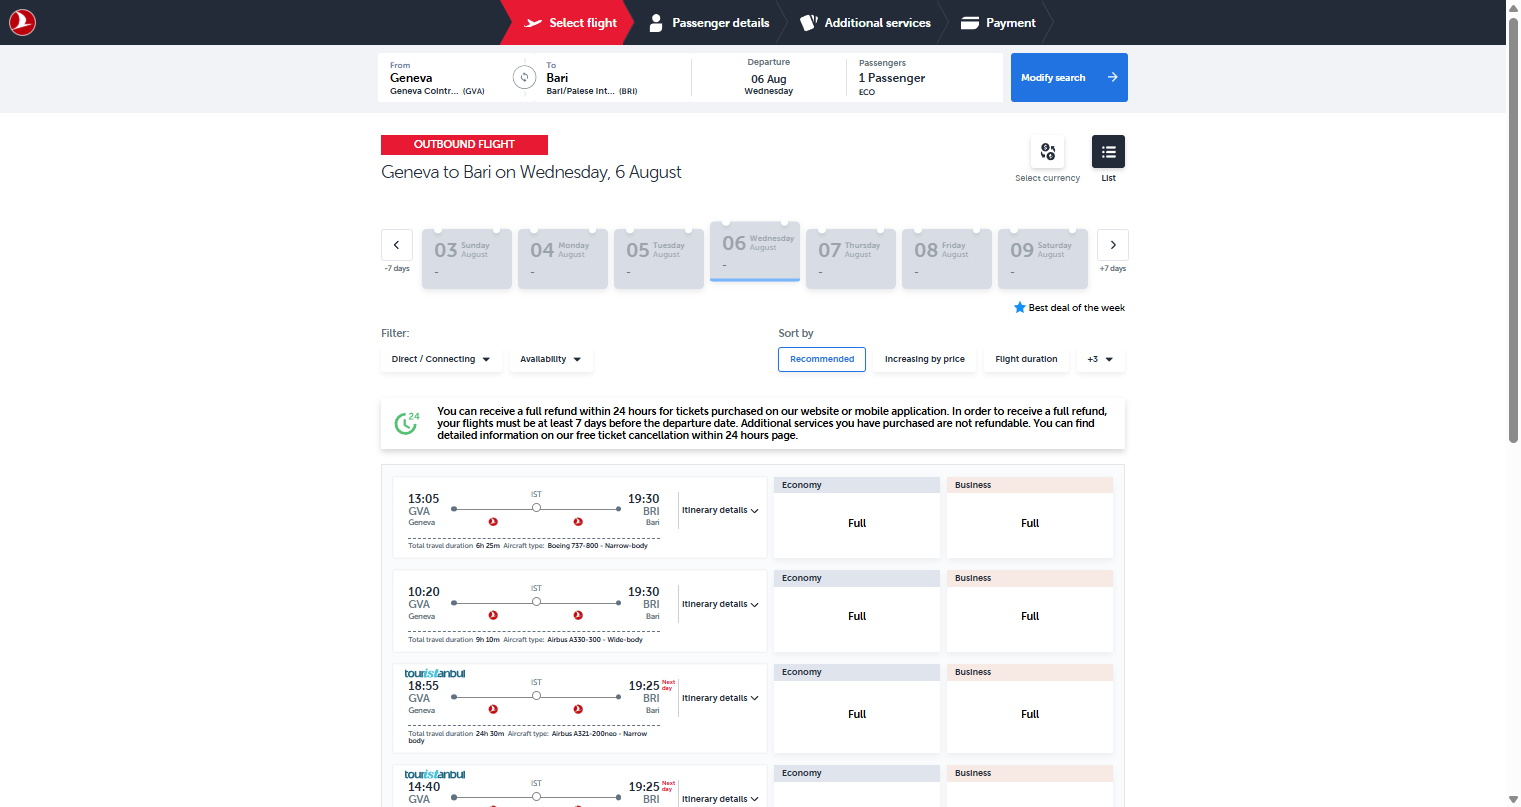 Select flight
Passenger details
Additional services
Payment
From
Geneva
Geneva Cointr... (GVA)
To
Bari
Bari/Palese Int... (BRI)
Departure
06 Aug
Wednesday
Passengers
1 Passenger
ECO
Modify search
OUTBOUND FLIGHT
Geneva to Bari on Wednesday, 6 August
Select currency
List
-7 days
03 Sunday August
-
04 Monday August
-
05 Tuesday August
-
06 Wednesday August
-
07 Thursday August
-
08 Friday August
-
09 Saturday August
-
+7 days
Best deal of the week
Filter:
Direct / Connecting
Availability
Sort by
Recommended
Increasing by price
Flight duration
+3
24
You can receive a full refund within 24 hours for tickets purchased on our website or mobile application. In order to receive a full refund,
your flights must be at least 7 days before the departure date. Additional services you have purchased are not refundable. You can find
detailed information on our free ticket cancellation within 24 hours page.
13:05
GVA
Geneva
IST
19:30
BRI
Bari
Itinerary details
Total travel duration 6h 25m Aircraft type: Boeing 737-800 - Narrow-body
Economy
Full
Business
Full
10:20
GVA
Geneva
IST
19:30
BRI
Bari
Itinerary details
Total travel duration 9h 10m Aircraft type: Airbus A330-300 - Wide-body
Economy
Full
Business
Full
touristanbul
18:55
GVA
Geneva
IST
19:25 Next day
BRI
Bari
Itinerary details
Total travel duration 24h 30m Aircraft type: Airbus A321-200neo - Narrow
body
Economy
Full
Business
Full
touristanbul
14:40
GVA
IST
19:25 Next day
BRI
Itinerary details
Economy
Business